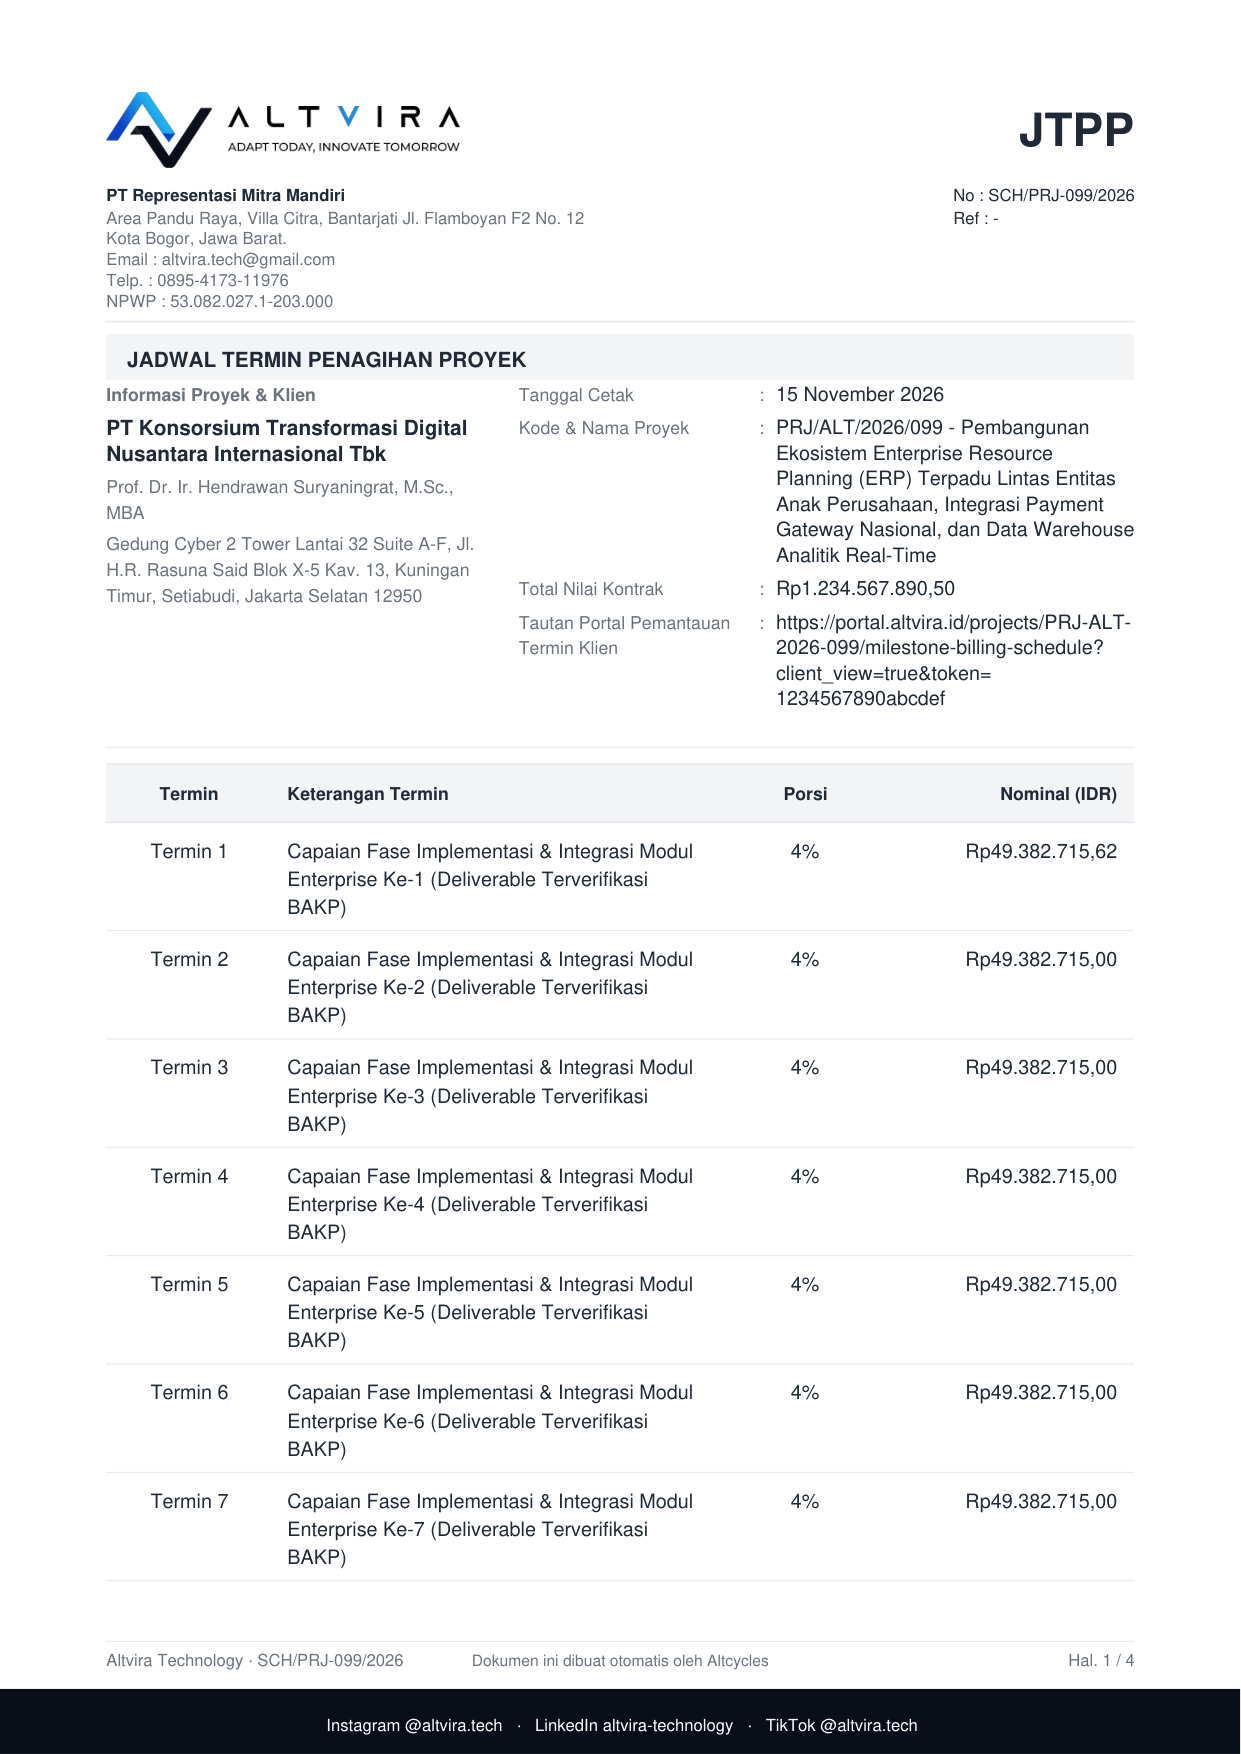 ALTVIRA
ADAPT TODAY, INNOVATE TOMORROW
JTPP
PT Representasi Mitra Mandiri
Area Pandu Raya, Villa Citra, Bantarjati Jl. Flamboyan F2 No. 12
Kota Bogor, Jawa Barat.
Email : altvira.tech@gmail.com
Telp. : 0895-4173-11976
NPWP : 53.082.027.1-203.000
No : SCH/PRJ-099/2026
Ref : -
JADWAL TERMIN PENAGIHAN PROYEK
Informasi Proyek & Klien
PT Konsorsium Transformasi Digital
Nusantara Internasional Tbk
Prof. Dr. Ir. Hendrawan Suryaningrat, M.Sc.,
MBA
Gedung Cyber 2 Tower Lantai 32 Suite A-F, Jl.
H.R. Rasuna Said Blok X-5 Kav. 13, Kuningan
Timur, Setiabudi, Jakarta Selatan 12950
Tanggal Cetak : 15 November 2026
Kode & Nama Proyek : PRJ/ALT/2026/099 - Pembangunan
Ekosistem Enterprise Resource
Planning (ERP) Terpadu Lintas Entitas
Anak Perusahaan, Integrasi Payment
Gateway Nasional, dan Data Warehouse
Analitik Real-Time
Total Nilai Kontrak : Rp1.234.567.890,50
Tautan Portal Pemantauan : https://portal.altvira.id/projects/PRJ-ALT-
Termin Klien 2026-099/milestone-billing-schedule?
client_view=true&token=
1234567890abcdef
Termin Keterangan Termin Porsi Nominal (IDR)
Termin 1 Capaian Fase Implementasi & Integrasi Modul 4% Rp49.382.715,62
Enterprise Ke-1 (Deliverable Terverifikasi
BAKP)
Termin 2 Capaian Fase Implementasi & Integrasi Modul 4% Rp49.382.715,00
Enterprise Ke-2 (Deliverable Terverifikasi
BAKP)
Termin 3 Capaian Fase Implementasi & Integrasi Modul 4% Rp49.382.715,00
Enterprise Ke-3 (Deliverable Terverifikasi
BAKP)
Termin 4 Capaian Fase Implementasi & Integrasi Modul 4% Rp49.382.715,00
Enterprise Ke-4 (Deliverable Terverifikasi
BAKP)
Termin 5 Capaian Fase Implementasi & Integrasi Modul 4% Rp49.382.715,00
Enterprise Ke-5 (Deliverable Terverifikasi
BAKP)
Termin 6 Capaian Fase Implementasi & Integrasi Modul 4% Rp49.382.715,00
Enterprise Ke-6 (Deliverable Terverifikasi
BAKP)
Termin 7 Capaian Fase Implementasi & Integrasi Modul 4% Rp49.382.715,00
Enterprise Ke-7 (Deliverable Terverifikasi
BAKP)
Altvira Technology · SCH/PRJ-099/2026 Dokumen ini dibuat otomatis oleh Altcycles Hal. 1 / 4
Instagram @altvira.tech · LinkedIn altvira-technology · TikTok @altvira.tech